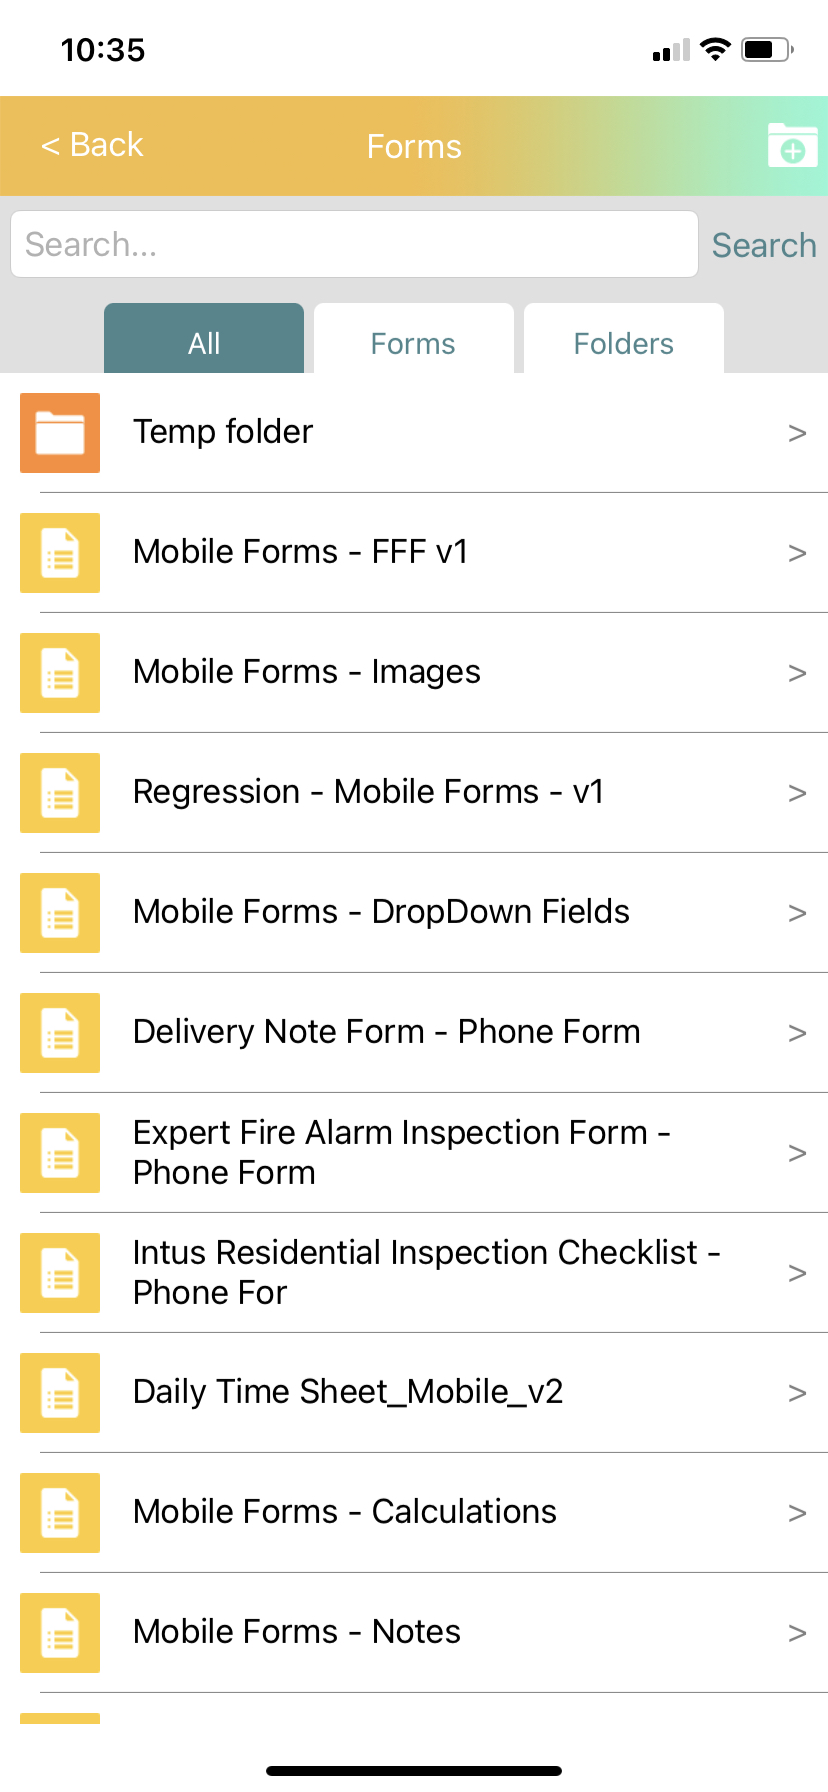 10:35
< Back
Forms
Search...
Search
All
Forms
Folders
Temp folder
>
Mobile Forms - FFF v1
>
Mobile Forms - Images
>
Regression - Mobile Forms - v1
>
Mobile Forms - DropDown Fields
>
Delivery Note Form - Phone Form
>
Expert Fire Alarm Inspection Form -
Phone Form
>
Intus Residential Inspection Checklist -
Phone For
>
Daily Time Sheet_Mobile_v2
>
Mobile Forms - Calculations
>
Mobile Forms - Notes
>